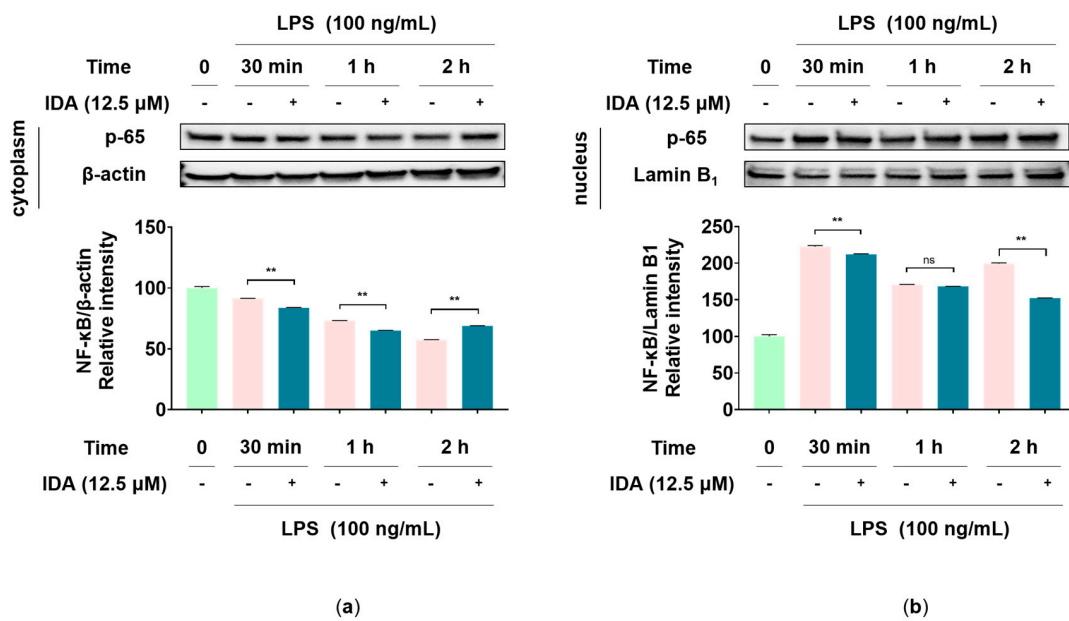 LPS (100 ng/mL)
Time 0 30 min 1 h 2 h
IDA (12.5 µM) - - + - + - +
cytoplasm
p-65
β-actin
NF-κB/β-actin
Relative intensity
150
100
50
0
** ** **
Time 0 30 min 1 h 2 h
IDA (12.5 µM) - - + - + - +
LPS (100 ng/mL)
(a)
LPS (100 ng/mL)
Time 0 30 min 1 h 2 h
IDA (12.5 µM) - - + - + - +
nucleus
p-65
Lamin B₁
NF-κB/Lamin B1
Relative intensity
250
200
150
100
50
0
** ns **
Time 0 30 min 1 h 2 h
IDA (12.5 µM) - - + - + - +
LPS (100 ng/mL)
(b)